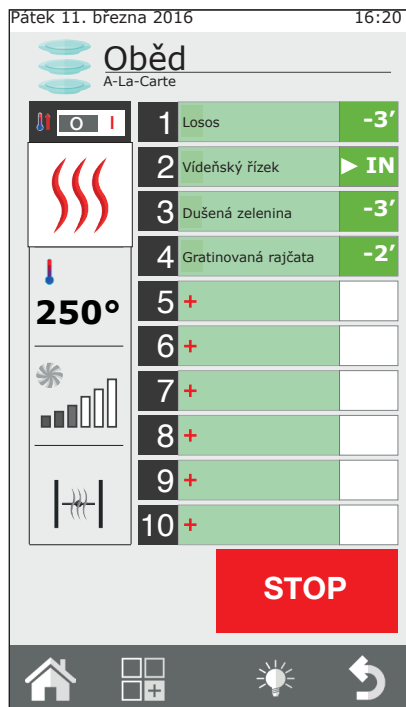 Pátek 11. března 2016 16:20
Oběd
A-La-Carte
O I
1 Losos -3′
2 Vídeňský řízek ▶ IN
3 Dušená zelenina -3′
4 Gratinovaná rajčata -2′
250°
5 +
6 +
7 +
8 +
9 +
10 +
STOP